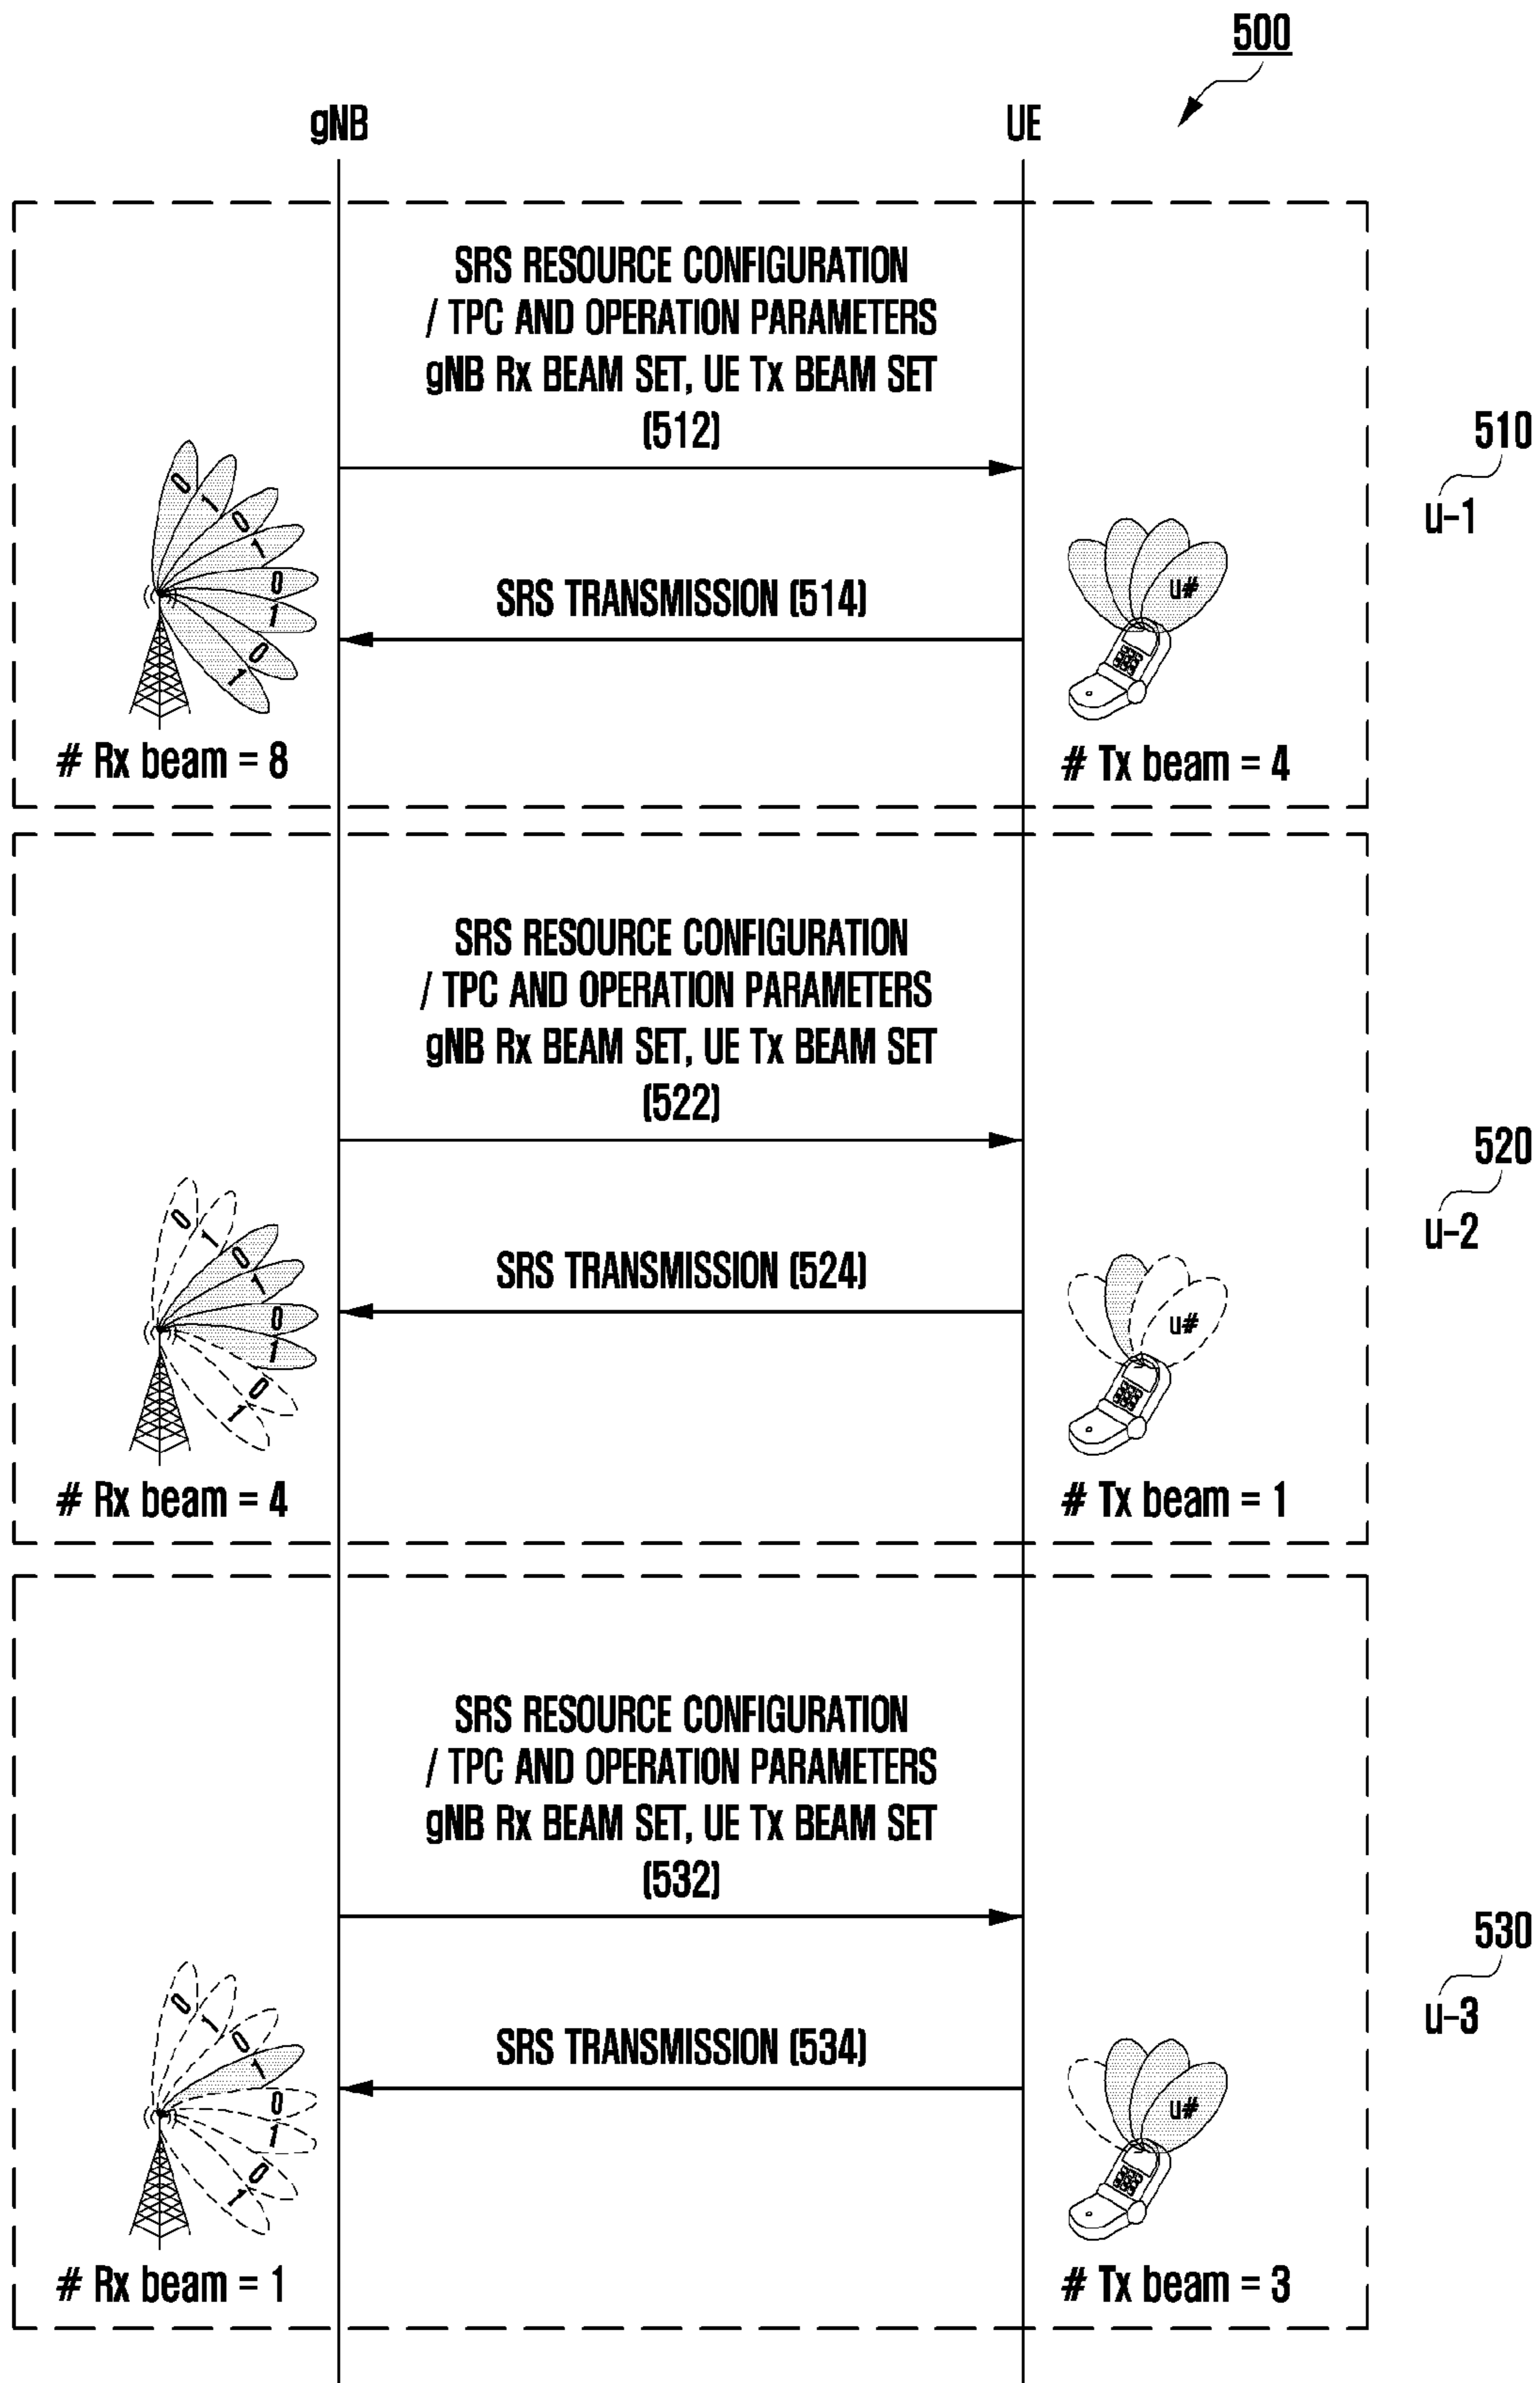 500
gNB
UE
SRS RESOURCE CONFIGURATION
/ TPC AND OPERATION PARAMETERS
gNB Rx BEAM SET, UE Tx BEAM SET
(512)
510
u-1
0
1
0
1
0
1
0
1
SRS TRANSMISSION (514)
u#
# Rx beam = 8
# Tx beam = 4
SRS RESOURCE CONFIGURATION
/ TPC AND OPERATION PARAMETERS
gNB Rx BEAM SET, UE Tx BEAM SET
(522)
520
u-2
0
1
0
1
0
1
0
1
SRS TRANSMISSION (524)
u#
# Rx beam = 4
# Tx beam = 1
SRS RESOURCE CONFIGURATION
/ TPC AND OPERATION PARAMETERS
gNB Rx BEAM SET, UE Tx BEAM SET
(532)
530
u-3
0
1
0
1
0
1
0
1
SRS TRANSMISSION (534)
u#
# Rx beam = 1
# Tx beam = 3